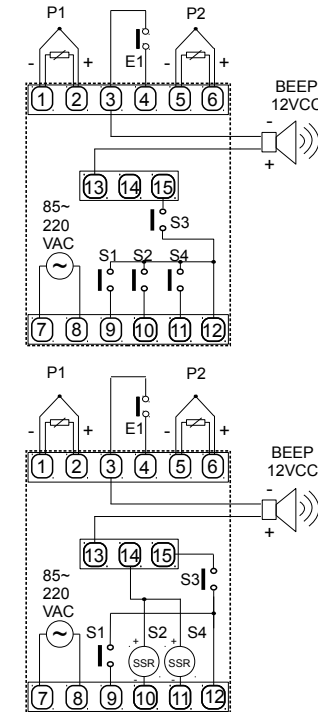 P1 P2
- + E1 - +
1 2 3 4 5 6
BEEP
12VCC
-
+
13 14 15
85~
220
VAC
S3
~ S1 S2 S4
7 8 9 10 11 12
P1 P2
- + E1 - +
1 2 3 4 5 6
BEEP
12VCC
-
+
13 14 15
85~
220
VAC
S3
~ S1 + S2 + S4
SSR SSR
- -
7 8 9 10 11 12